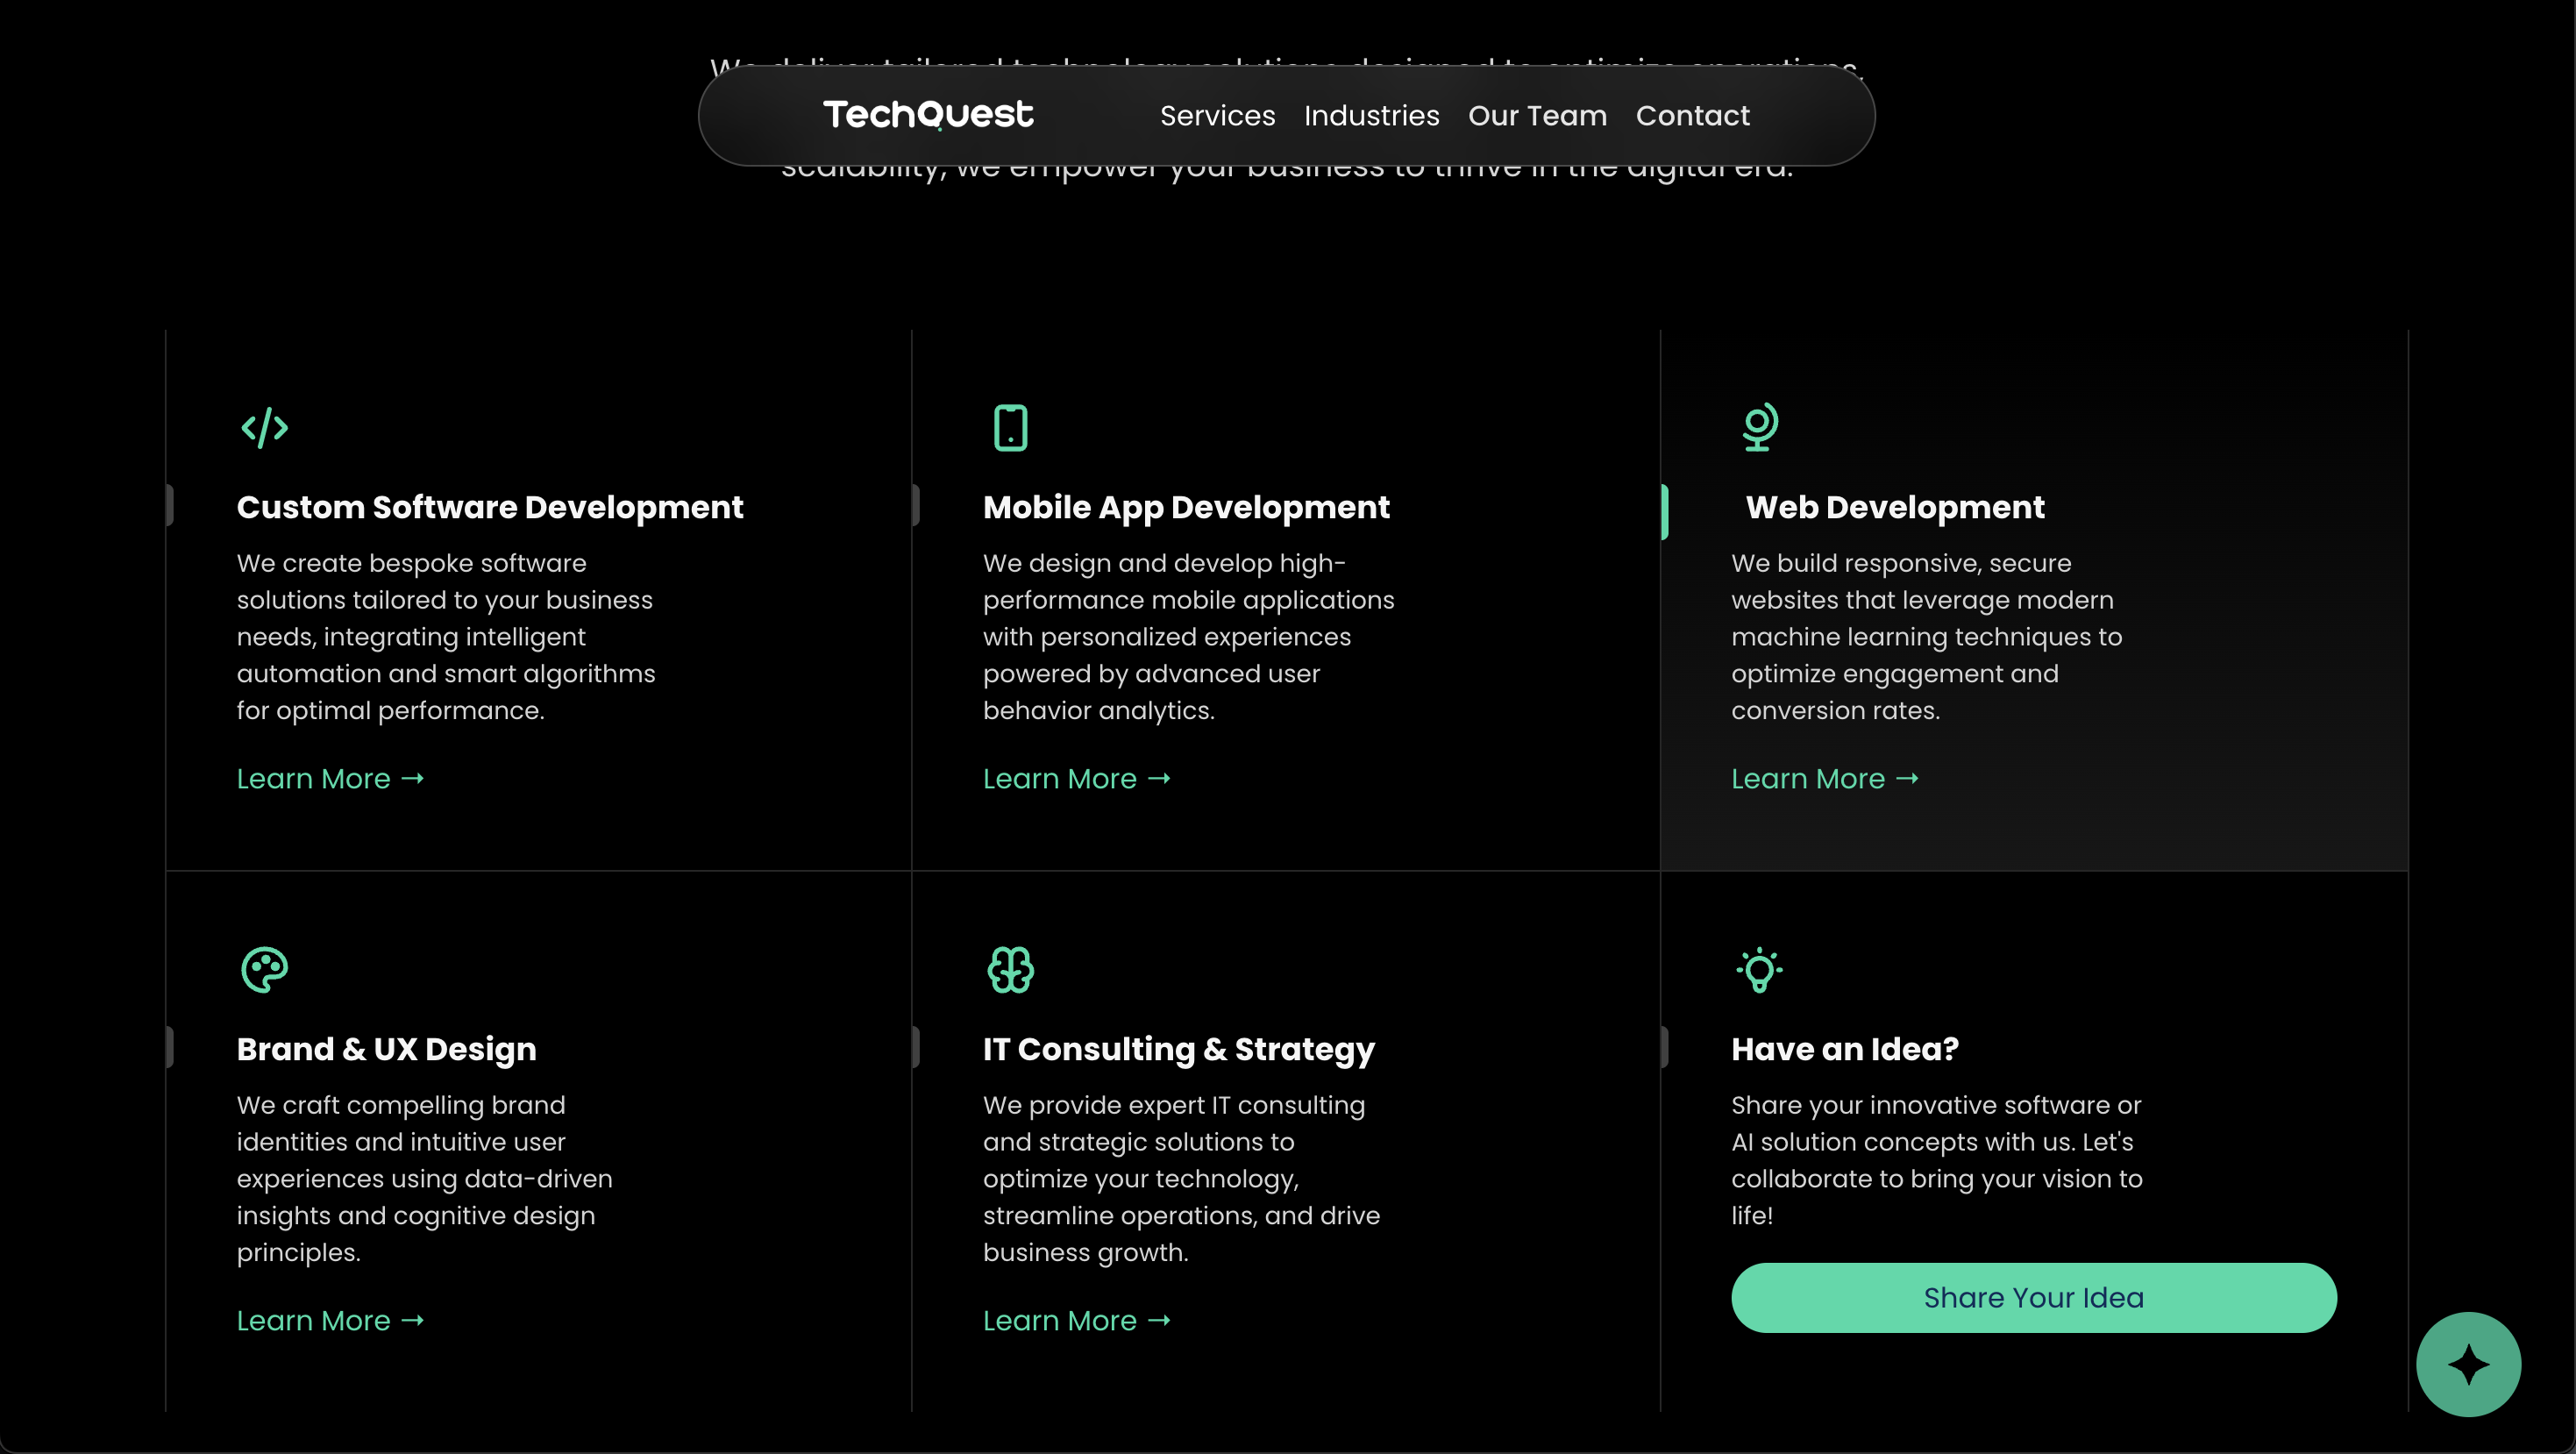 We deliver tailored technology solutions designed to optimize operations,
TechQuest
Services
Industries
Our Team
Contact
scalability, we empower your business to thrive in the digital era.
Custom Software Development
We create bespoke software
solutions tailored to your business
needs, integrating intelligent
automation and smart algorithms
for optimal performance.
Learn More →
Mobile App Development
We design and develop high-
performance mobile applications
with personalized experiences
powered by advanced user
behavior analytics.
Learn More →
Web Development
We build responsive, secure
websites that leverage modern
machine learning techniques to
optimize engagement and
conversion rates.
Learn More →
Brand & UX Design
We craft compelling brand
identities and intuitive user
experiences using data-driven
insights and cognitive design
principles.
Learn More →
IT Consulting & Strategy
We provide expert IT consulting
and strategic solutions to
optimize your technology,
streamline operations, and drive
business growth.
Learn More →
Have an Idea?
Share your innovative software or
AI solution concepts with us. Let's
collaborate to bring your vision to
life!
Share Your Idea